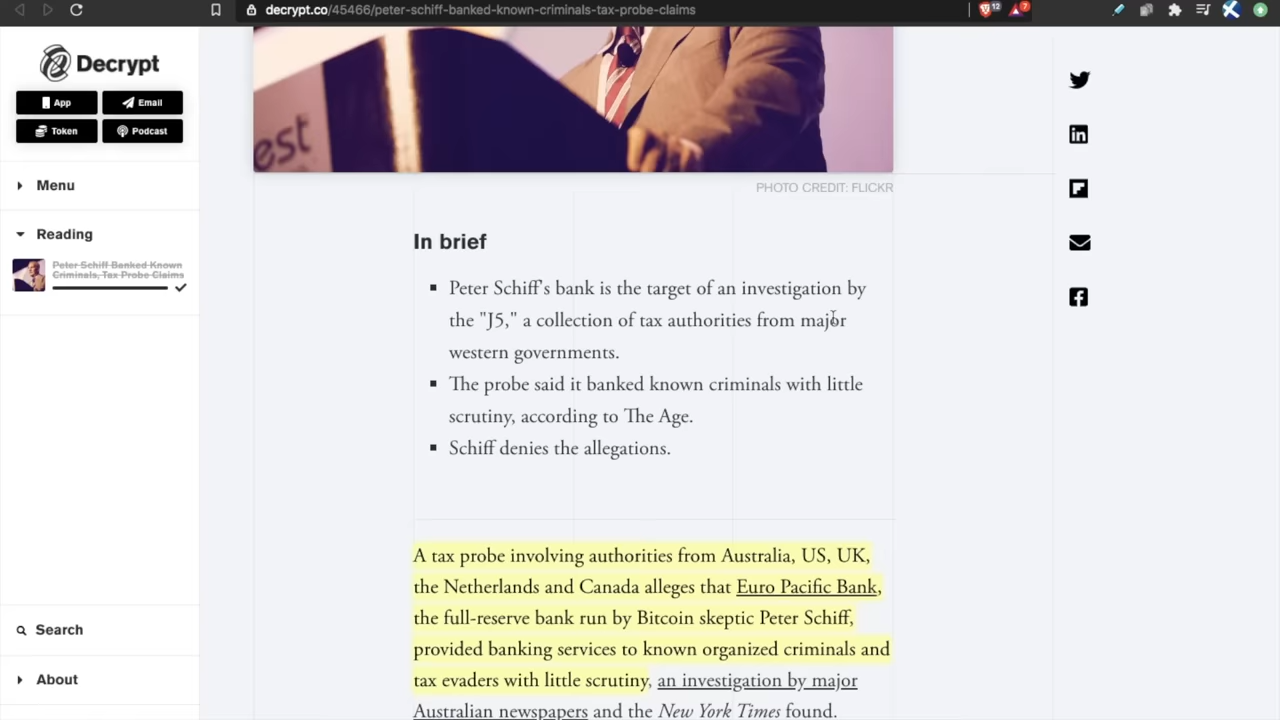 decrypt.co/45466/peter-schiff-banked-known-criminals-tax-probe-claims
12
7
Decrypt
App
Email
Token
Podcast
Menu
Reading
Peter Schiff Banked Known
Criminals, Tax Probe Claims
Search
About
est
PHOTO CREDIT: FLICKR
In brief
Peter Schiff's bank is the target of an investigation by
the "J5," a collection of tax authorities from major
western governments.
The probe said it banked known criminals with little
scrutiny, according to The Age.
Schiff denies the allegations.
A tax probe involving authorities from Australia, US, UK,
the Netherlands and Canada alleges that Euro Pacific Bank,
the full-reserve bank run by Bitcoin skeptic Peter Schiff,
provided banking services to known organized criminals and
tax evaders with little scrutiny, an investigation by major
Australian newspapers and the New York Times found.
in